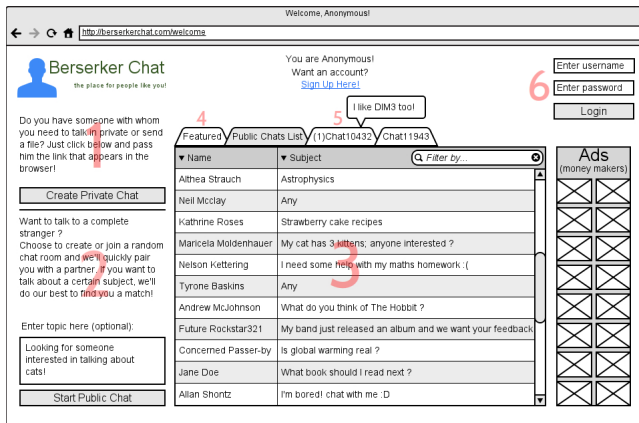 Welcome, Anonymous!
http://berserkerchat.com/welcome
Berserker Chat
the place for people like you!
You are Anonymous!
Want an account?
Sign Up Here!
6
Enter username
Enter password
Login
1
Do you have someone with whom
you need to talk in private or send
a file? Just click below and pass
him the link that appears in the
browser!
Create Private Chat
2
Want to talk to a complete
stranger ?
Choose to create or join a random
chat room and we'll quickly pair
you with a partner. If you want to
talk about a certain subject, we'll
do our best to find you a match!
Enter topic here (optional):
Looking for someone
interested in talking about
cats!
Start Public Chat
4
5
I like DIM3 too!
Featured
Public Chats List
(1)Chat10432
Chat11943
3
▼ Name ▼ Subject Filter by...
Althea Strauch Astrophysics
Neil Mcclay Any
Kathrine Roses Strawberry cake recipes
Maricela Moldenhauer My cat has 3 kittens; anyone interested ?
Nelson Kettering I need some help with my maths homework :(
Tyrone Baskins Any
Andrew McJohnson What do you think of The Hobbit ?
Future Rockstar321 My band just released an album and we want your feedback
Concerned Passer-by Is global warming real ?
Jane Doe What book should I read next ?
Allan Shontz I'm bored! chat with me :D
Ads
(money makers)